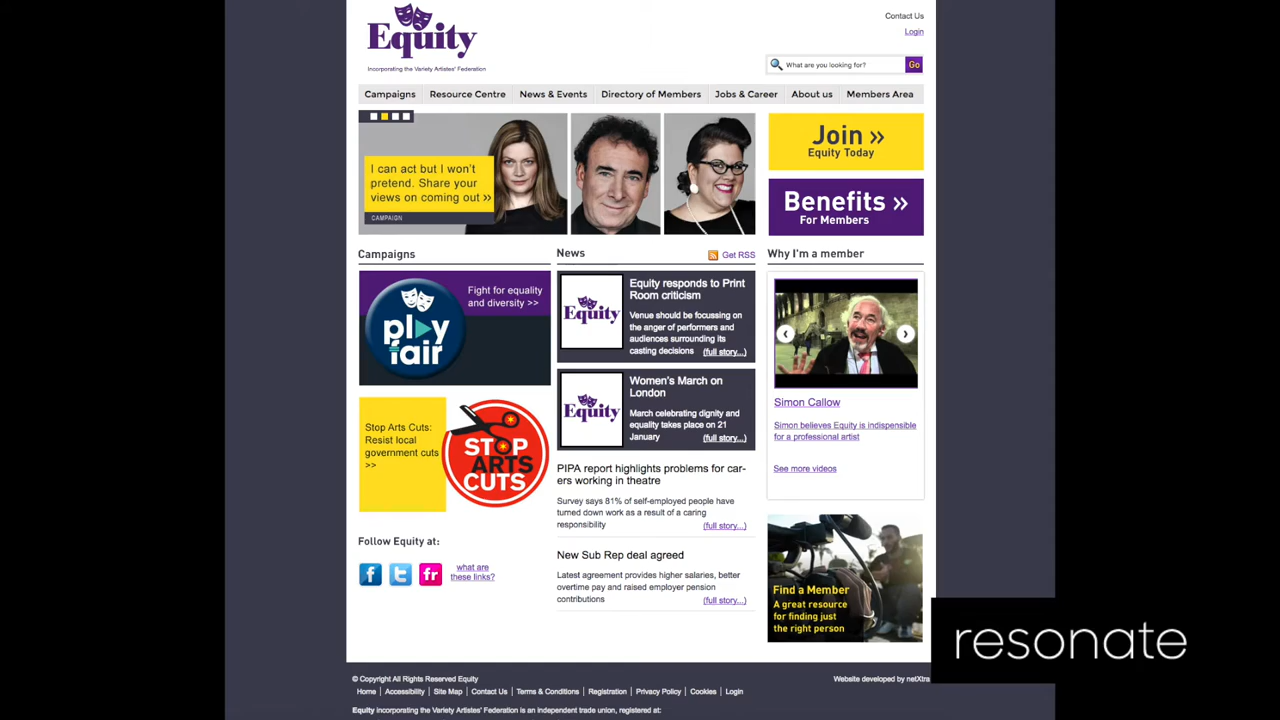 Equity
Incorporating the Variety Artistes' Federation
Contact Us
Login
What are you looking for?
Go
Campaigns
Resource Centre
News & Events
Directory of Members
Jobs & Career
About us
Members Area
I can act but I won't
pretend. Share your
views on coming out »
CAMPAIGN
Join »
Equity Today
Benefits »
For Members
Campaigns
play
fair
Fight for equality
and diversity >>
Stop Arts Cuts:
Resist local
government cuts
>>
STOP
ARTS
CUTS
Follow Equity at:
f
t
fr
what are
these links?
News
Get RSS
Equity
Equity responds to Print
Room criticism
Venue should be focussing on
the anger of performers and
audiences surrounding its
casting decisions (full story...)
Equity
Women's March on
London
March celebrating dignity and
equality takes place on 21
January (full story...)
PIPA report highlights problems for car-
ers working in theatre
Survey says 81% of self-employed people have
turned down work as a result of a caring
responsibility (full story...)
New Sub Rep deal agreed
Latest agreement provides higher salaries, better
overtime pay and raised employer pension
contributions (full story...)
Why I'm a member
Simon Callow
Simon believes Equity is indispensible
for a professional artist
See more videos
Find a Member
A great resource
for finding just
the right person
resonate
© Copyright All Rights Reserved Equity
Website developed by netXtra
Home | Accessibility | Site Map | Contact Us | Terms & Conditions | Registration | Privacy Policy | Cookies | Login
Equity incorporating the Variety Artistes' Federation is an independent trade union, registered at: